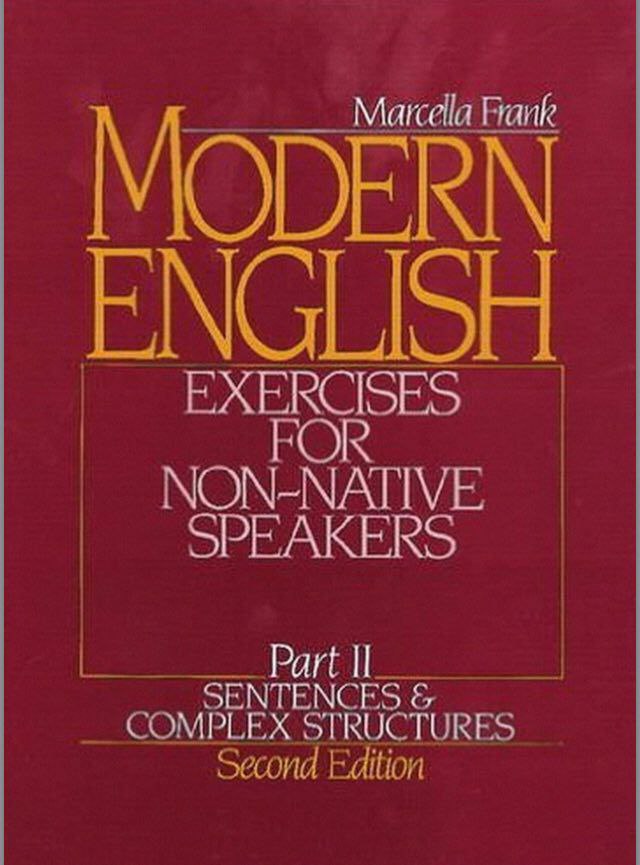 Marcella Frank
MODERN
ENGLISH
EXERCISES
FOR
NON-NATIVE
SPEAKERS
Part II
SENTENCES &
COMPLEX STRUCTURES
Second Edition